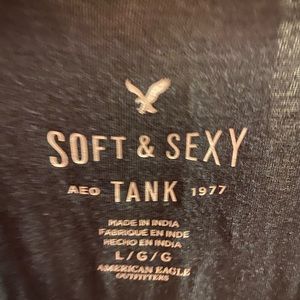 SOFT & SEXY
AEO TANK 1977
MADE IN INDIA
FABRIQUE EN INDE
HECHO EN INDIA
L/G/G
AMERICAN EAGLE
OUTFITTERS